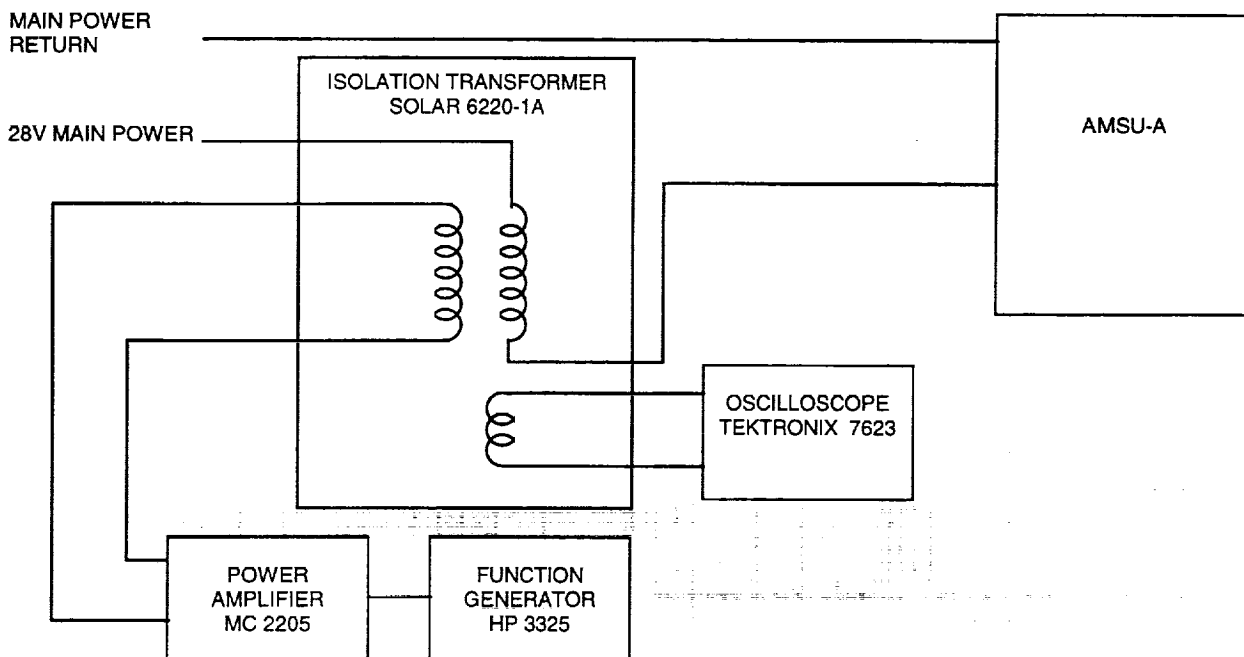 MAIN POWER
RETURN
ISOLATION TRANSFORMER
SOLAR 6220-1A
28V MAIN POWER
AMSU-A
OSCILLOSCOPE
TEKTRONIX 7623
POWER
AMPLIFIER
MC 2205
FUNCTION
GENERATOR
HP 3325